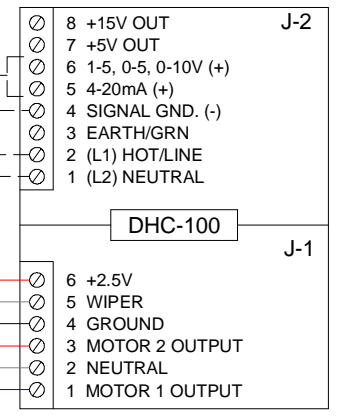 J-2
8 +15V OUT
7 +5V OUT
6 1-5, 0-5, 0-10V (+)
5 4-20mA (+)
4 SIGNAL GND. (-)
3 EARTH/GRN
2 (L1) HOT/LINE
1 (L2) NEUTRAL
DHC-100
J-1
6 +2.5V
5 WIPER
4 GROUND
3 MOTOR 2 OUTPUT
2 NEUTRAL
1 MOTOR 1 OUTPUT